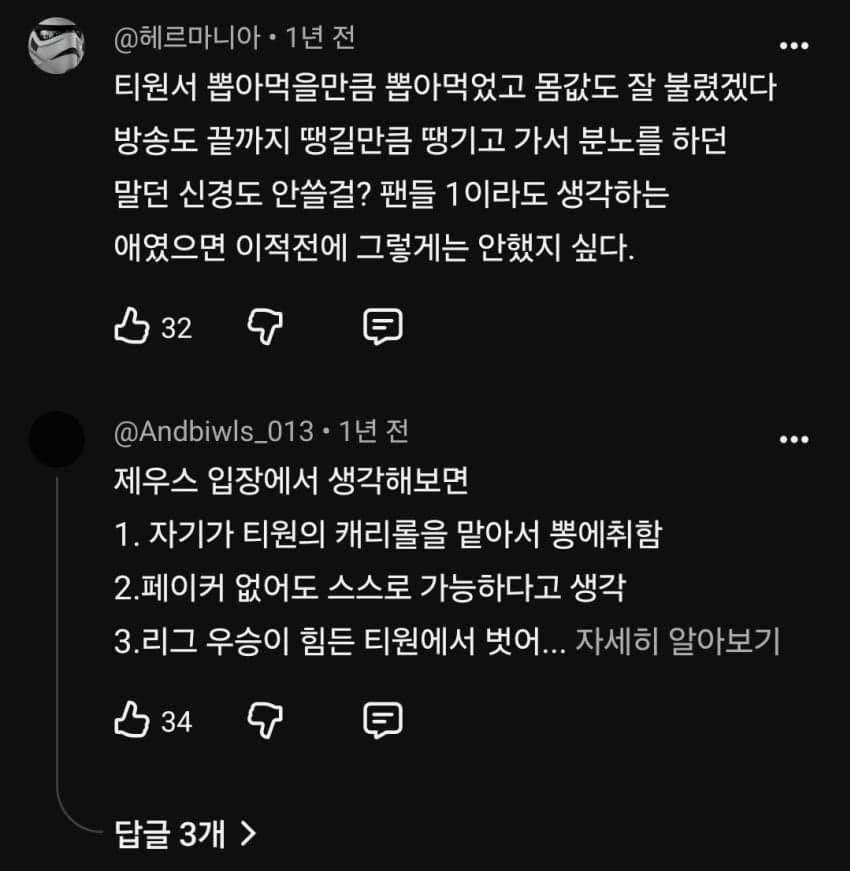 @헤르마니아 • 1년 전
티원서 뽑아먹을만큼 뽑아먹었고 몸값도 잘 불렸겠다
방송도 끝까지 땡길만큼 땡기고 가서 분노를 하던
말던 신경도 안쓸걸? 팬들 1이라도 생각하는
애였으면 이적전에 그렇게는 안했지 싶다.
32
@Andbiwls_013 • 1년 전
제우스 입장에서 생각해보면
1. 자기가 티원의 캐리롤을 맡아서 뽕에취함
2.페이커 없어도 스스로 가능하다고 생각
3.리그 우승이 힘든 티원에서 벗어... 자세히 알아보기
34
답글 3개